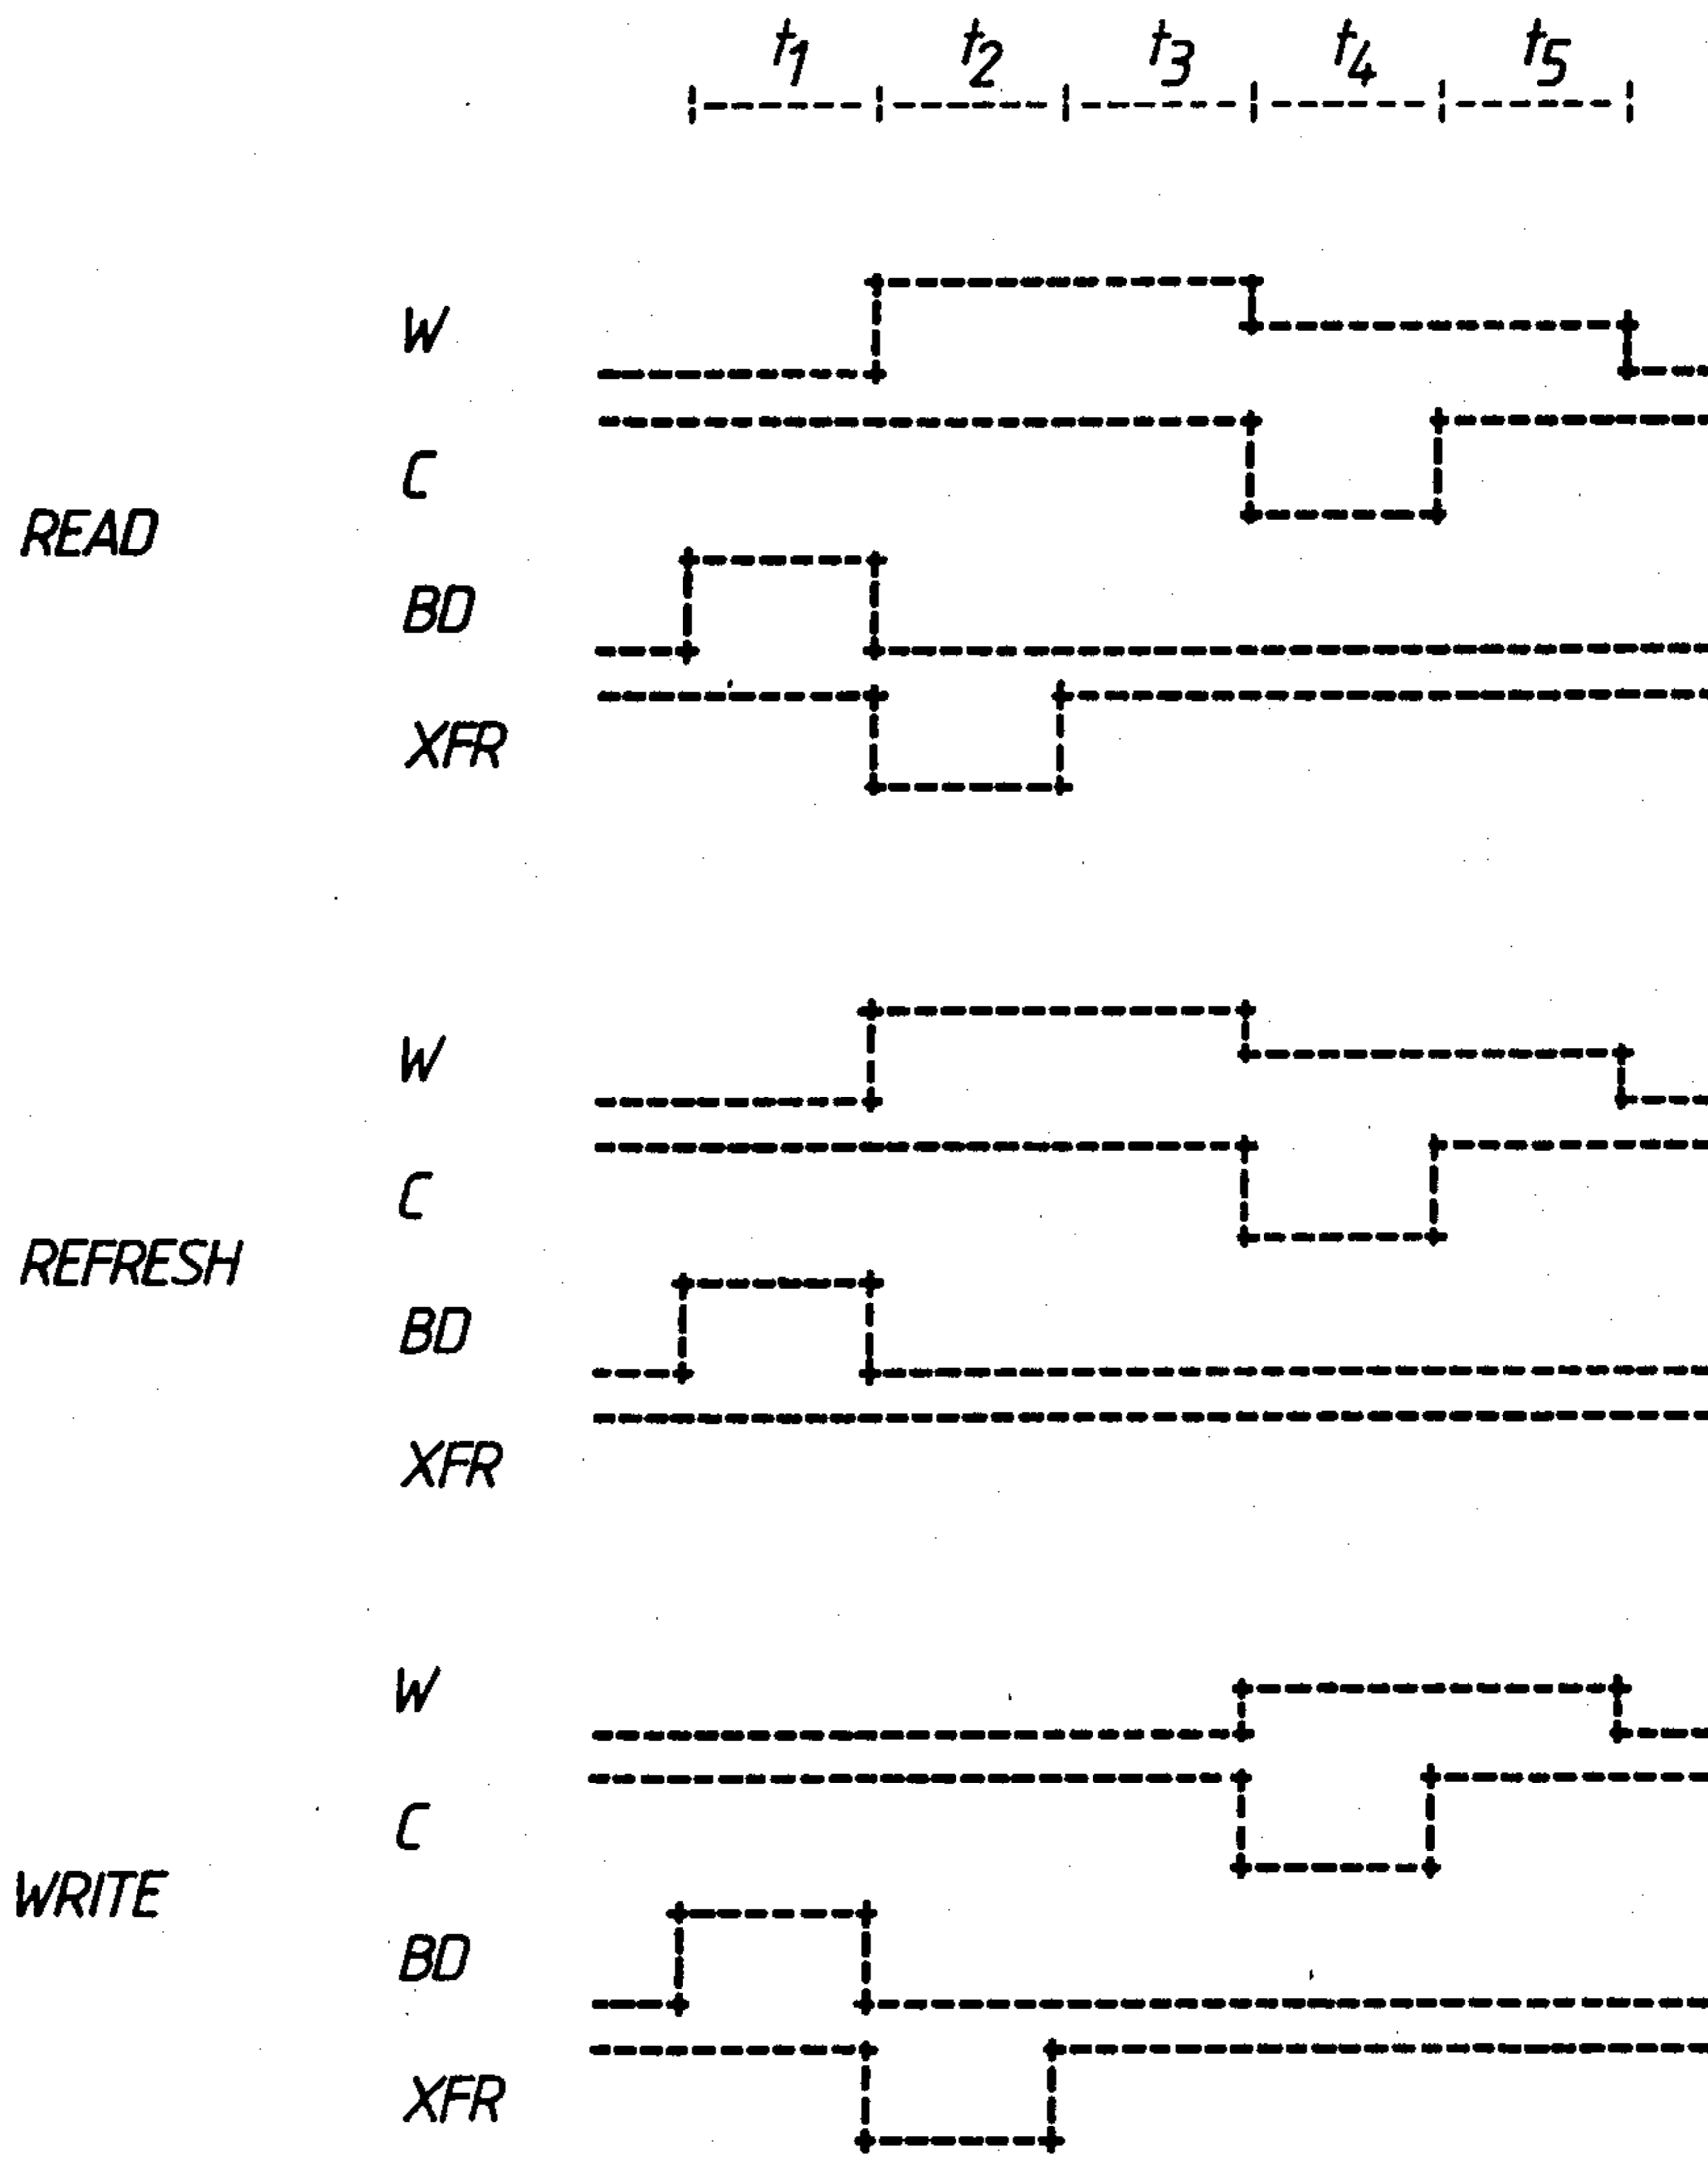 t1 t2 t3 t4 t5
W
C
READ
BD
XFR
W
C
REFRESH
BD
XFR
W
C
WRITE
BD
XFR